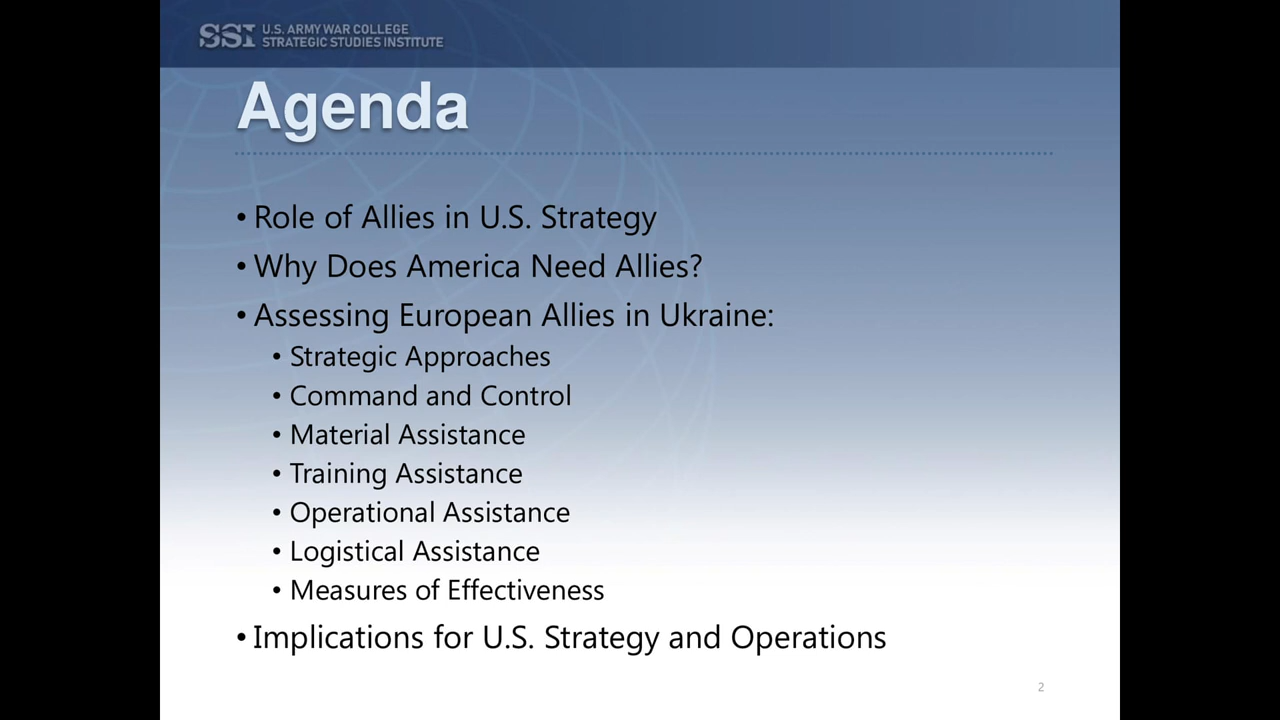 SSI U.S. ARMY WAR COLLEGE
STRATEGIC STUDIES INSTITUTE
Agenda
• Role of Allies in U.S. Strategy
• Why Does America Need Allies?
• Assessing European Allies in Ukraine:
• Strategic Approaches
• Command and Control
• Material Assistance
• Training Assistance
• Operational Assistance
• Logistical Assistance
• Measures of Effectiveness
• Implications for U.S. Strategy and Operations
2